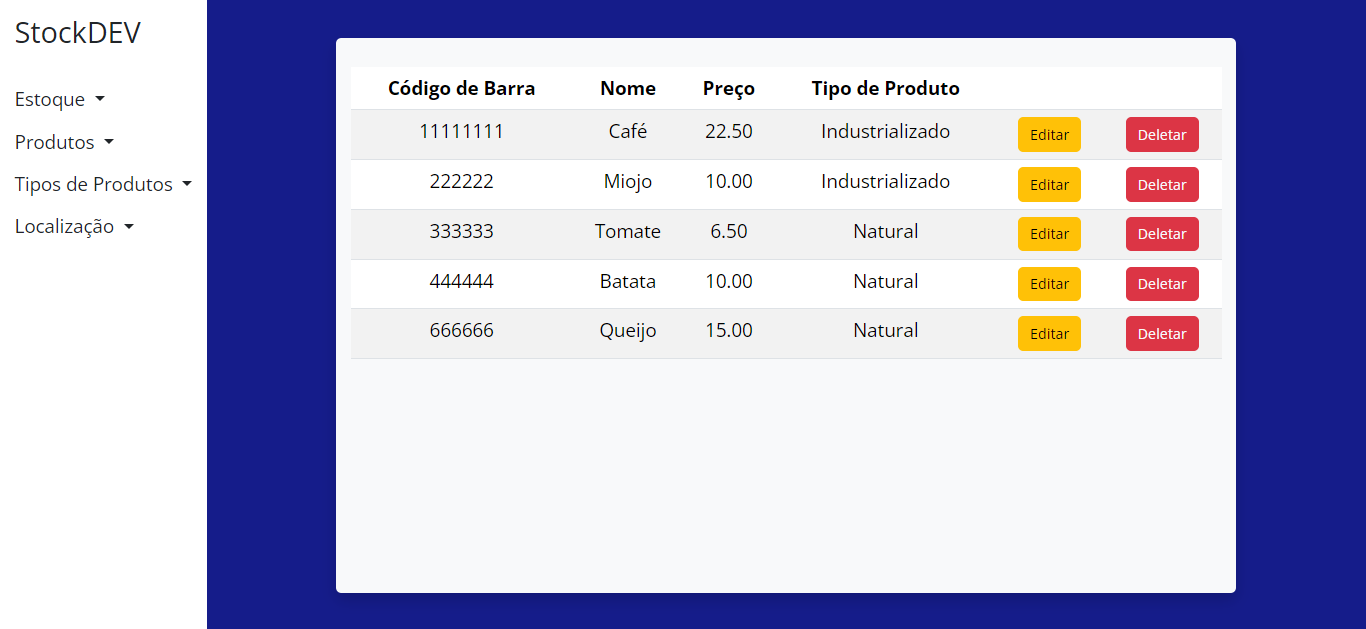 StockDEV
Estoque
Produtos
Tipos de Produtos
Localização
Código de Barra Nome Preço Tipo de Produto
11111111 Café 22.50 Industrializado Editar Deletar
222222 Miojo 10.00 Industrializado Editar Deletar
333333 Tomate 6.50 Natural Editar Deletar
444444 Batata 10.00 Natural Editar Deletar
666666 Queijo 15.00 Natural Editar Deletar